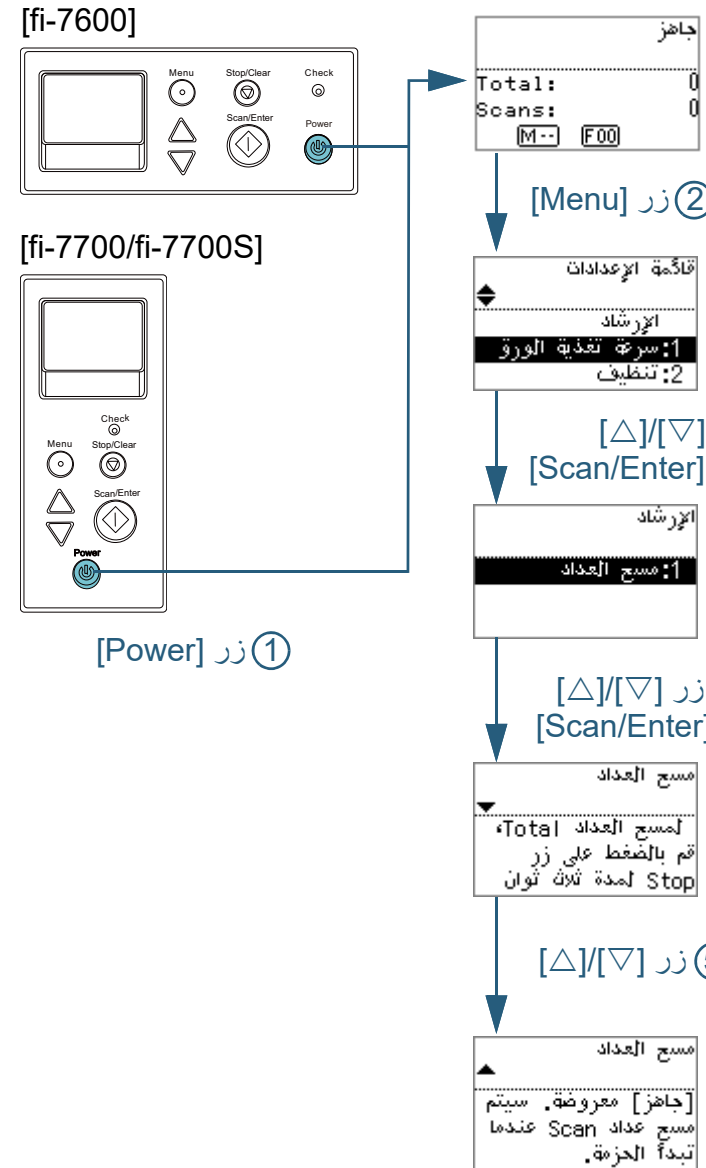 [fi-7600]
Menu
Stop/Clear
Check
Scan/Enter
Power
[fi-7700/fi-7700S]
Check
Menu
Stop/Clear
Scan/Enter
Power
① زر [Power]
جاهز
Total: 0
Scans: 0
M-- F00
② زر [Menu]
قائمة الإعدادات
الإرشاد
1: سرعة تغذية الورق
2: تنظيف
[△]/[▽]
[Scan/Enter]
الإرشاد
1: مسح العداد
زر [▽]/[△]
[Scan/Enter]
مسح العداد
لمسح العداد Total،
قم بالضغط على زر
Stop لمدة ثلاث ثوان
زر [▽]/[△]
مسح العداد
[جاهز] معروضة. سيتم
مسح عداد Scan عندما
تبدأ الحزمة.